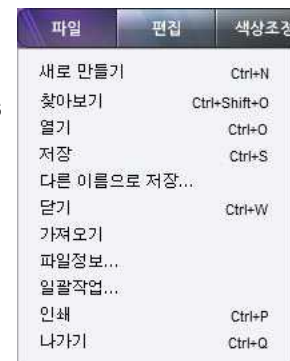 파일 편집 색상조정
새로 만들기 Ctrl+N
찾아보기 Ctrl+Shift+O
열기 Ctrl+O
저장 Ctrl+S
다른 이름으로 저장...
닫기 Ctrl+W
가져오기
파일정보...
일괄작업...
인쇄 Ctrl+P
나가기 Ctrl+Q